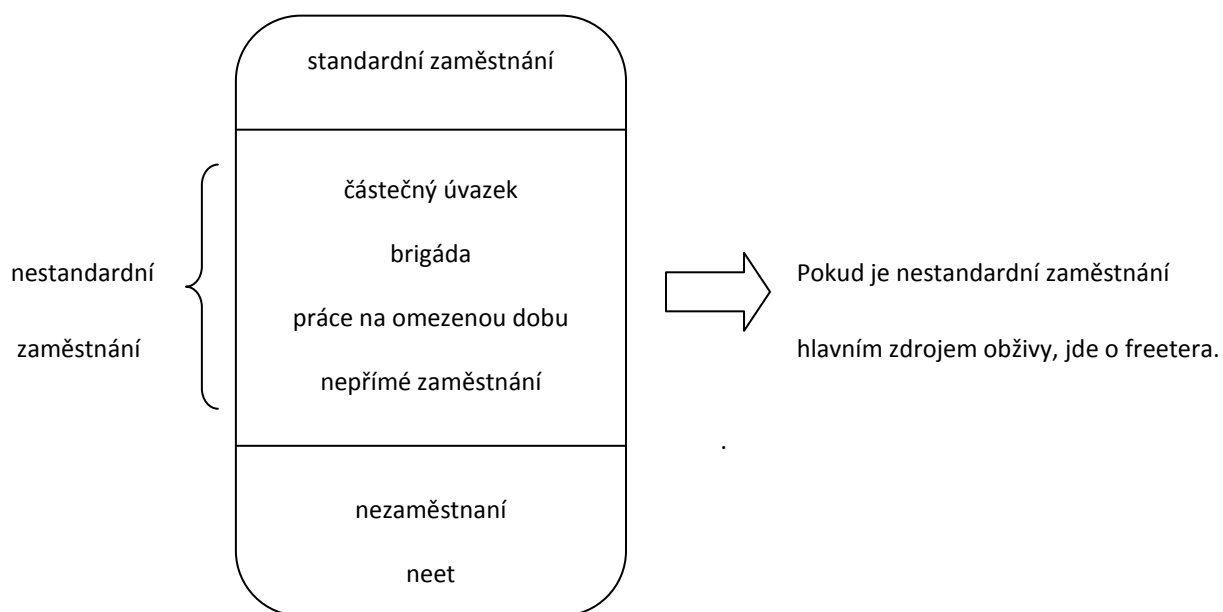 standardní zaměstnání
částečný úvazek
brigáda
práce na omezenou dobu
nepřímé zaměstnání
nestandardní
zaměstnání
Pokud je nestandardní zaměstnání
hlavním zdrojem obživy, jde o freetera.
.
nezaměstnaní
neet